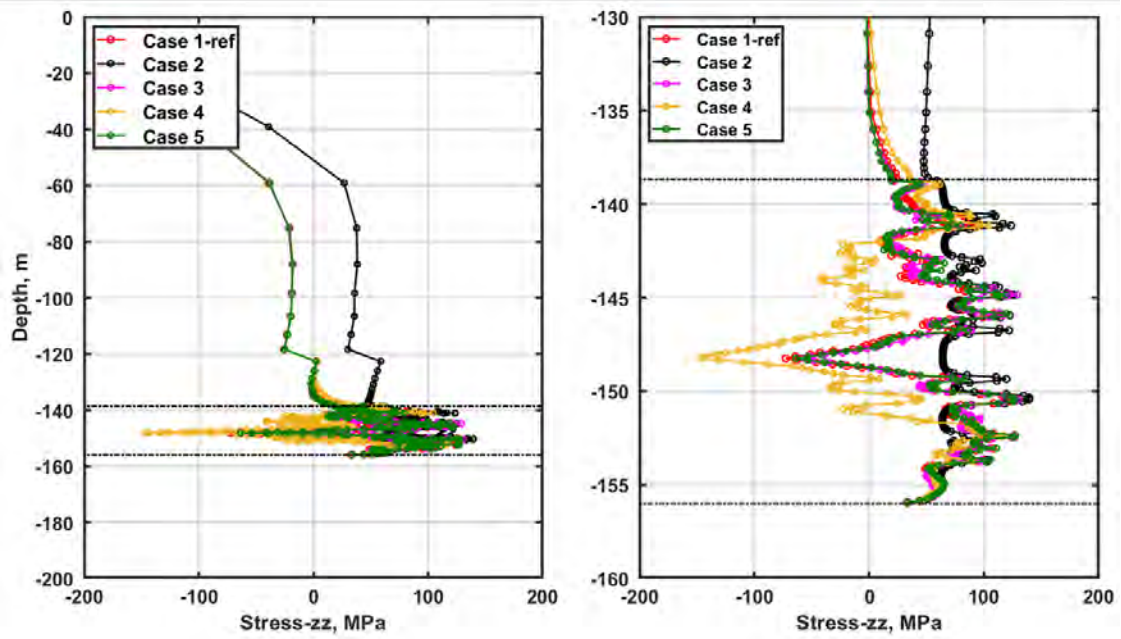 0
-20
-40
-60
-80
-100
-120
-140
-160
-180
-200
Depth, m
Case 1-ref
Case 2
Case 3
Case 4
Case 5
-200
-100
0
100
200
Stress-zz, MPa
-130
-135
-140
-145
-150
-155
-160
Case 1-ref
Case 2
Case 3
Case 4
Case 5
-200
-100
0
100
200
Stress-zz, MPa